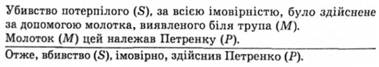 Убивство потерпілого (S), за всією імовірністю, було здійснене
за допомогою молотка, виявленого біля трупа (М).
Молоток (М) цей належав Петренку (Р).
Отже, вбивство (S), імовірно, здійснив Петренко (Р).